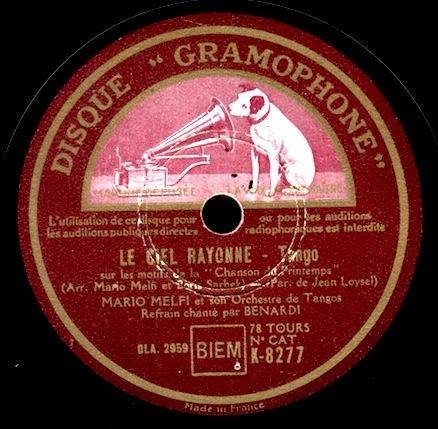 DISQUE "GRAMOPHONE"
L'utilisation de ce disque pour ou pour des auditions
les auditions publiques directes radiophoniques est interdite
LE CIEL RAYONNE - Tango
sur les motifs de la "Chanson du Printemps"
(Arr. Mario Melfi et Boris Sarbek) - (Par. de Jean Loysel)
MARIO MELFI et son Orchestre de Tangos
Refrain chanté par BENARDI
OLA. 2959
BIEM
78 TOURS
Nº CAT.
K-8277
Made in France